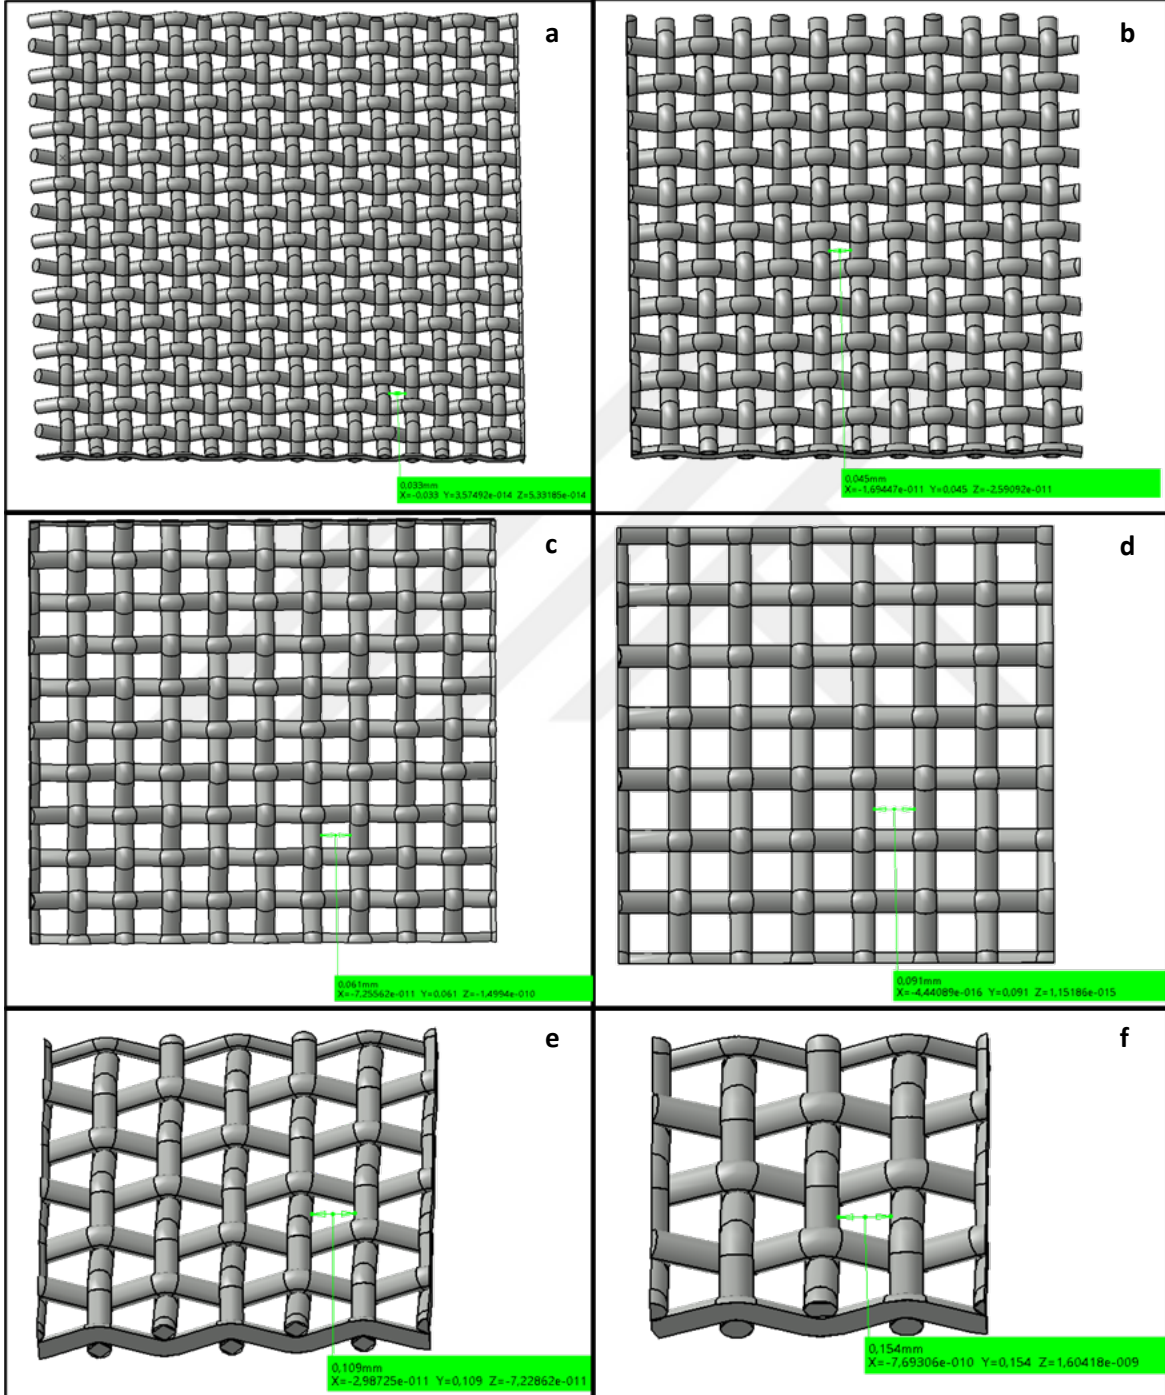 a
0,033mm
X=-0,033 Y=3,57492e-014 Z=5,33185e-014
b
0,045mm
X=-1,69447e-011 Y=0,045 Z=-2,59092e-011
c
0,061mm
X=-7,25562e-011 Y=0,061 Z=-1,4994e-010
d
0,091mm
X=-4,44089e-016 Y=0,091 Z=1,15186e-015
e
0,109mm
X=-2,98725e-011 Y=0,109 Z=-7,22862e-011
f
0,154mm
X=-7,69306e-010 Y=0,154 Z=1,60418e-009